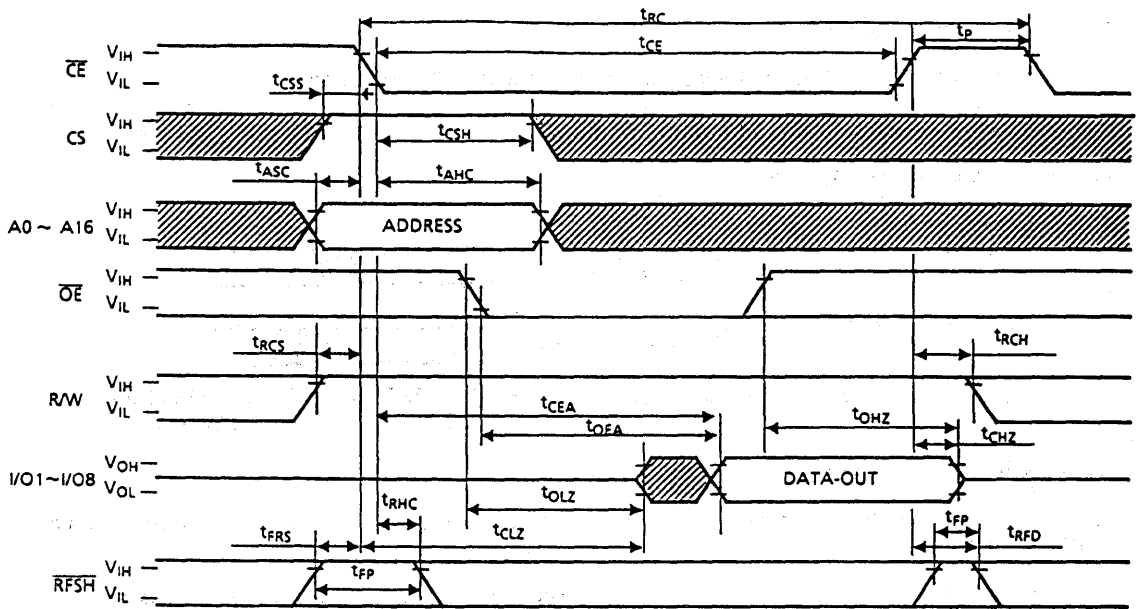 tRC
tCE
tP
CE
VIH
VIL
tCSS
CS
VIH
VIL
tCSH
tASC
tAHC
A0 ~ A16
VIH
VIL
ADDRESS
OE
VIH
VIL
tRCS
tRCH
R/W
VIH
VIL
tCEA
tOEA
tOHZ
tCHZ
I/O1~I/O8
VOH
VOL
DATA-OUT
tOLZ
tRHC
tFRS
tCLZ
tFP
tRFD
RFSH
VIH
VIL
tFP